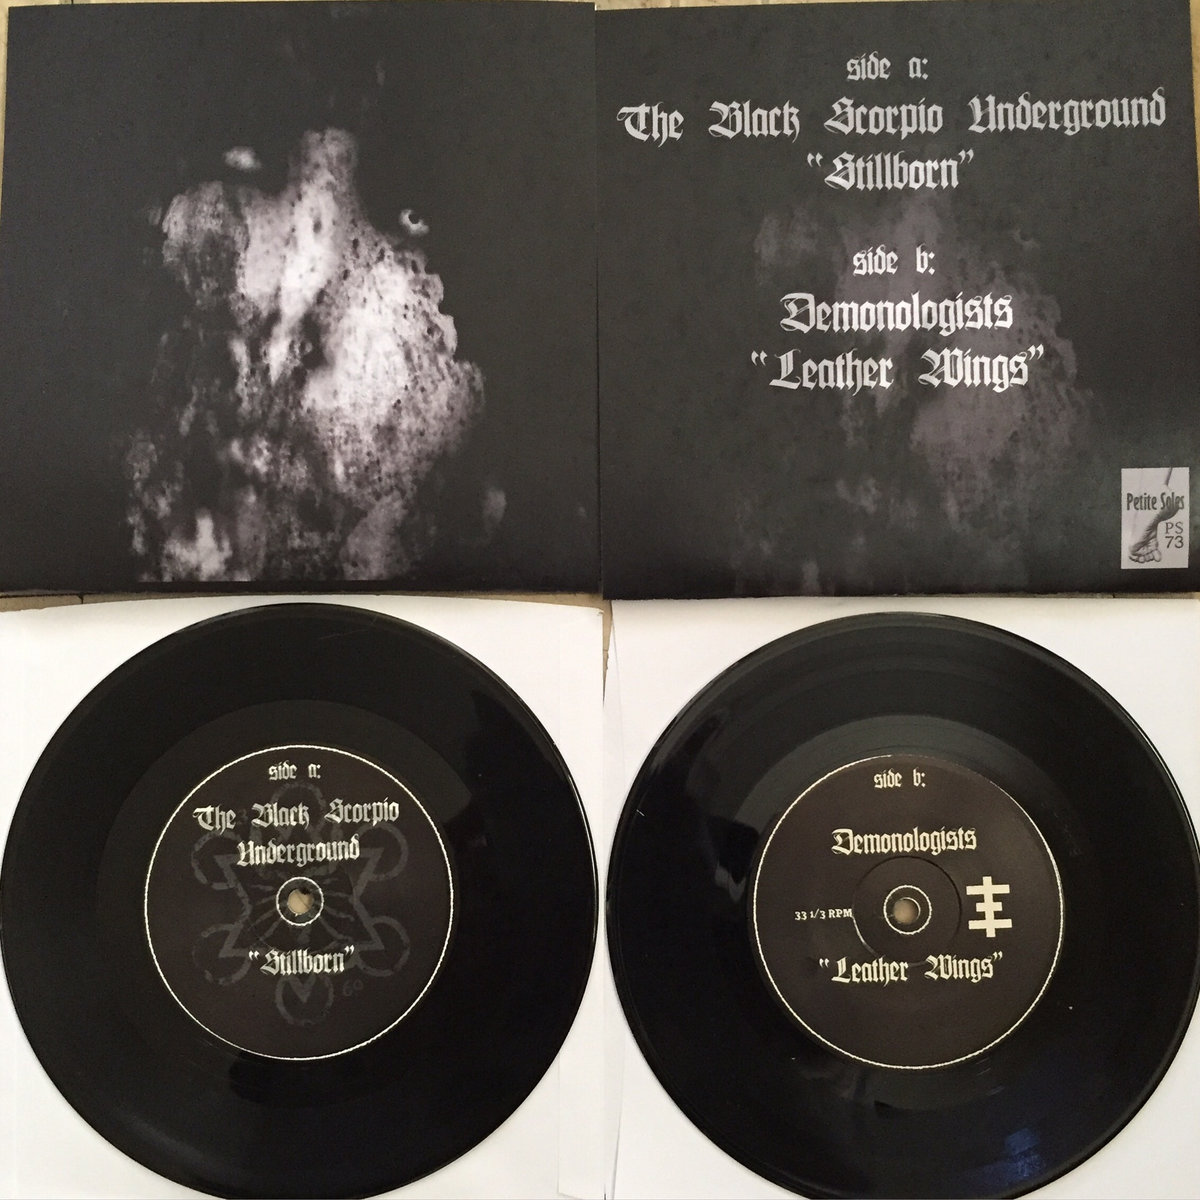 side a:
The Black Scorpio Underground
“Stillborn”
side b:
Demonologists
“Leather Wings”
Petite Soles
PS
73
side a:
The Black Scorpio
Underground
“Stillborn”
side b:
Demonologists
33 1/3 RPM
“Leather Wings”